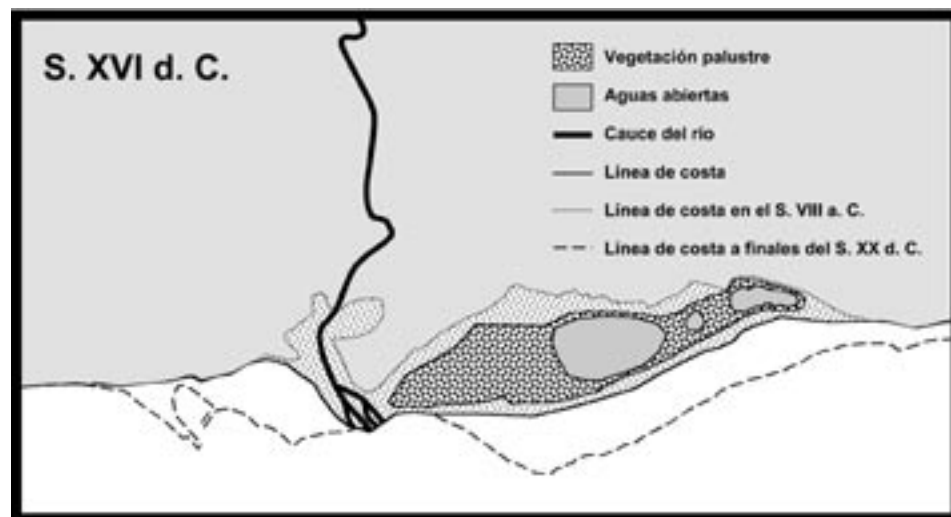 S. XVI d. C.
Vegetación palustre
Aguas abiertas
Cauce del río
Línea de costa
Línea de costa en el S. VIII a. C.
Línea de costa a finales del S. XX d. C.